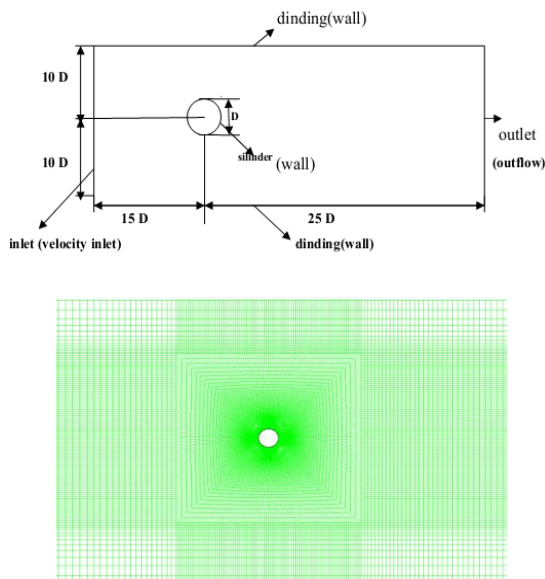 dinding(wall)
10 D
D
10 D
outlet
(outflow)
silinder (wall)
15 D
25 D
inlet (velocity inlet)
dinding(wall)